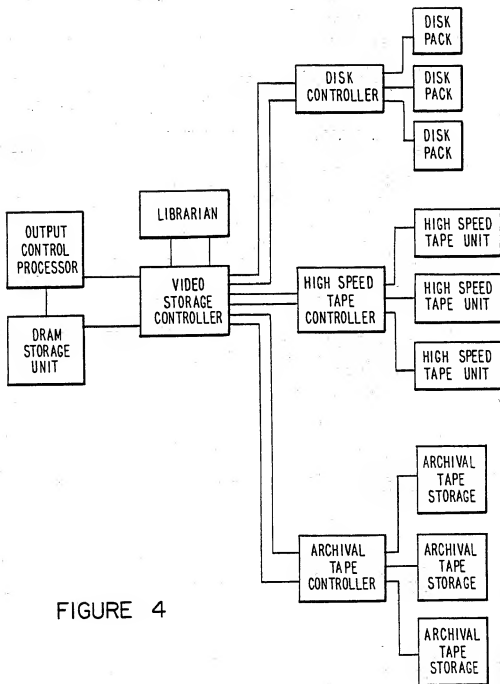 DISK
PACK
DISK
CONTROLLER
DISK
PACK
DISK
PACK
LIBRARIAN
OUTPUT
CONTROL
PROCESSOR
VIDEO
STORAGE
CONTROLLER
DRAM
STORAGE
UNIT
HIGH SPEED
TAPE UNIT
HIGH SPEED
TAPE
CONTROLLER
HIGH SPEED
TAPE UNIT
HIGH SPEED
TAPE UNIT
ARCHIVAL
TAPE
STORAGE
ARCHIVAL
TAPE
CONTROLLER
ARCHIVAL
TAPE
STORAGE
ARCHIVAL
TAPE
STORAGE
FIGURE 4